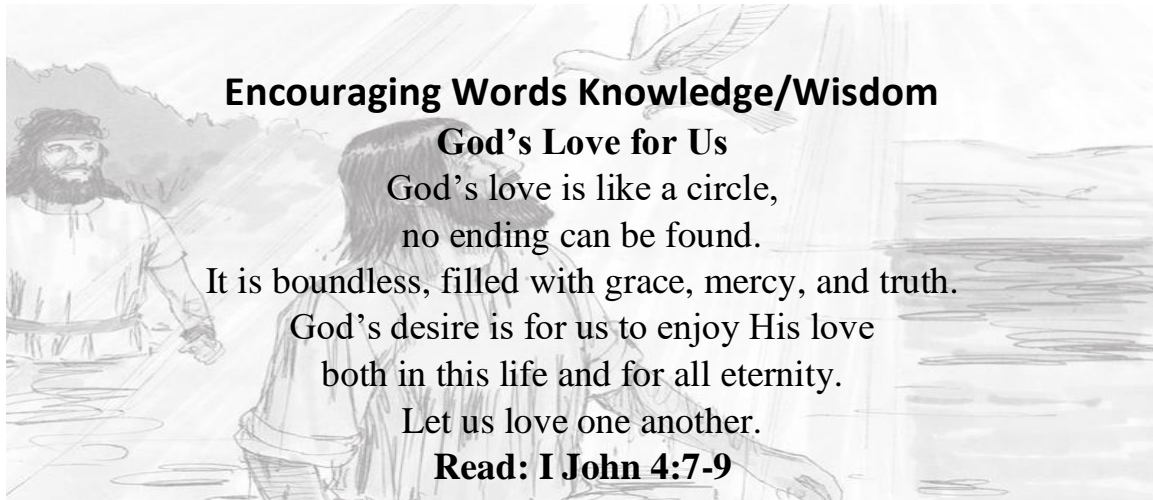 Encouraging Words Knowledge/Wisdom
God’s Love for Us
God’s love is like a circle,
no ending can be found.
It is boundless, filled with grace, mercy, and truth.
God’s desire is for us to enjoy His love
both in this life and for all eternity.
Let us love one another.
Read: I John 4:7-9